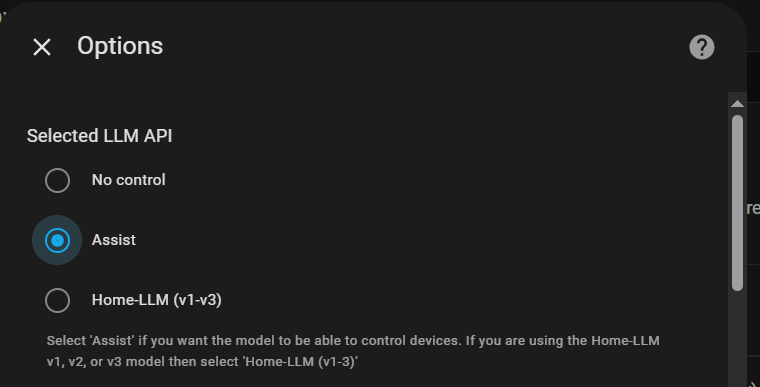 Options
Selected LLM API
No control
Assist
Home-LLM (v1-v3)
Select 'Assist' if you want the model to be able to control devices. If you are using the Home-LLM
v1, v2, or v3 model then select 'Home-LLM (v1-3)'
re